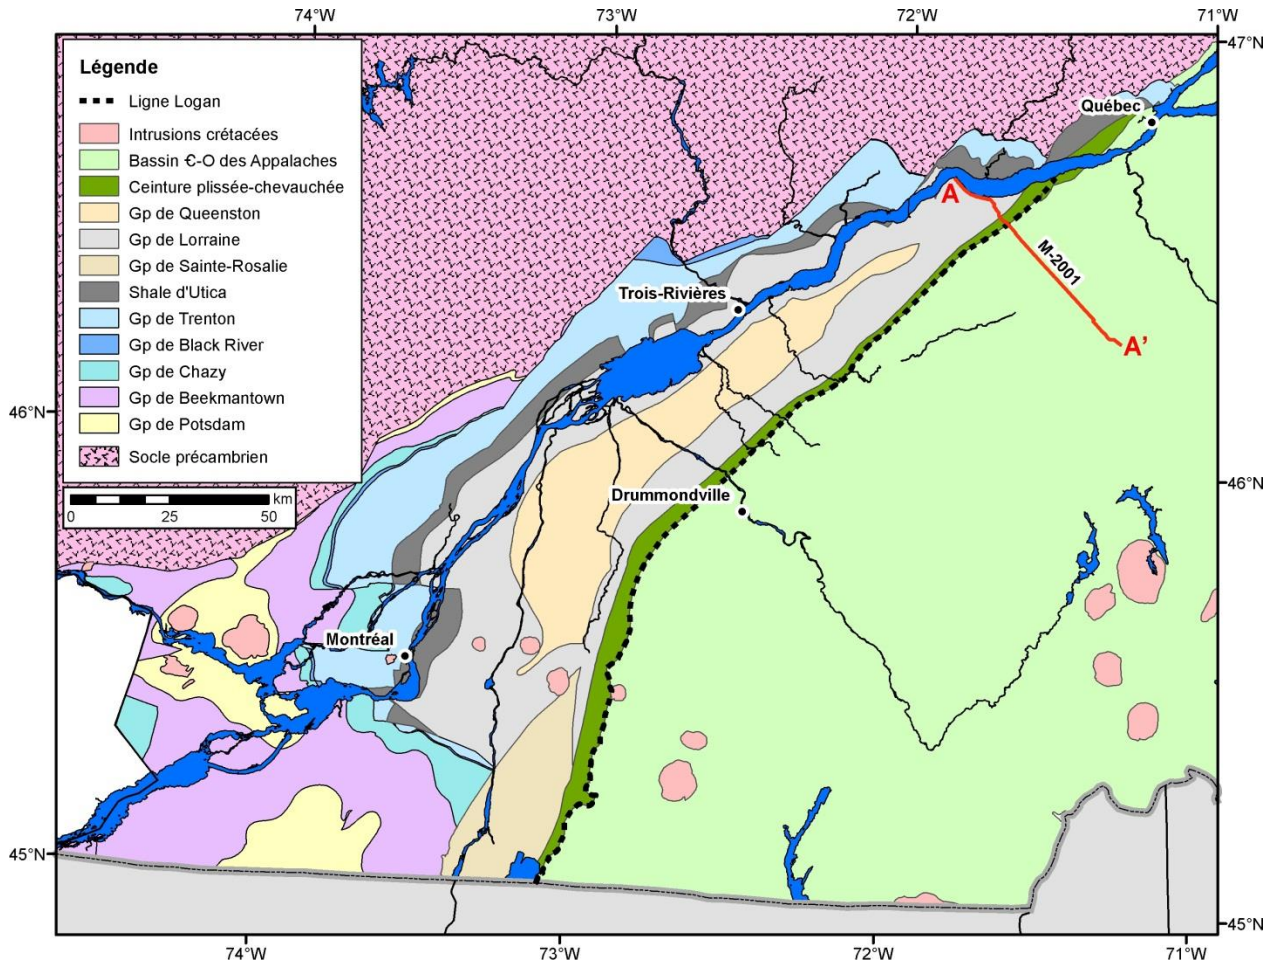 74°W 73°W 72°W 71°W
47°N
Légende
Ligne Logan
Intrusions crétacées
Bassin Є-O des Appalaches
Ceinture plissée-chevauchée
Gp de Queenston
Gp de Lorraine
Gp de Sainte-Rosalie
Shale d'Utica
Gp de Trenton
Gp de Black River
Gp de Chazy
Gp de Beekmantown
Gp de Potsdam
Socle précambrien
km
0 25 50
Québec
A
M-2001
A'
Trois-Rivières
46°N
46°N
Drummondville
Montréal
45°N
45°N
74°W 73°W 72°W 71°W